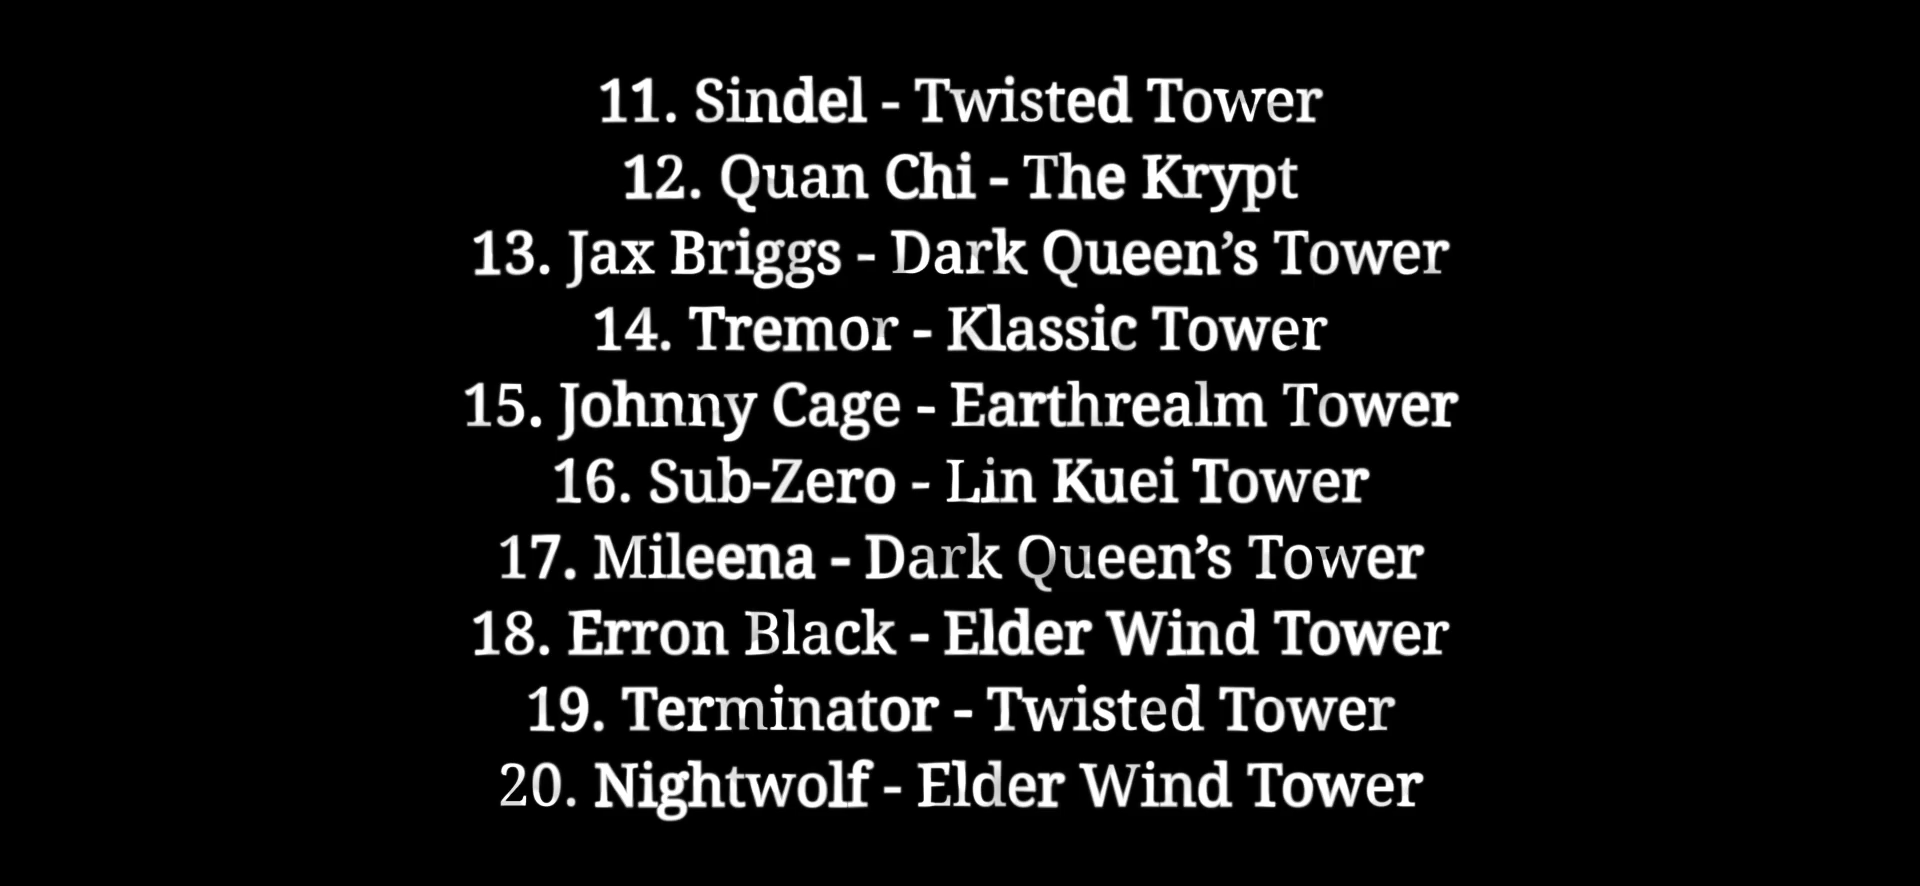 11. Sindel - Twisted Tower
12. Quan Chi - The Krypt
13. Jax Briggs - Dark Queen’s Tower
14. Tremor - Klassic Tower
15. Johnny Cage - Earthrealm Tower
16. Sub-Zero - Lin Kuei Tower
17. Mileena - Dark Queen’s Tower
18. Erron Black - Elder Wind Tower
19. Terminator - Twisted Tower
20. Nightwolf - Elder Wind Tower